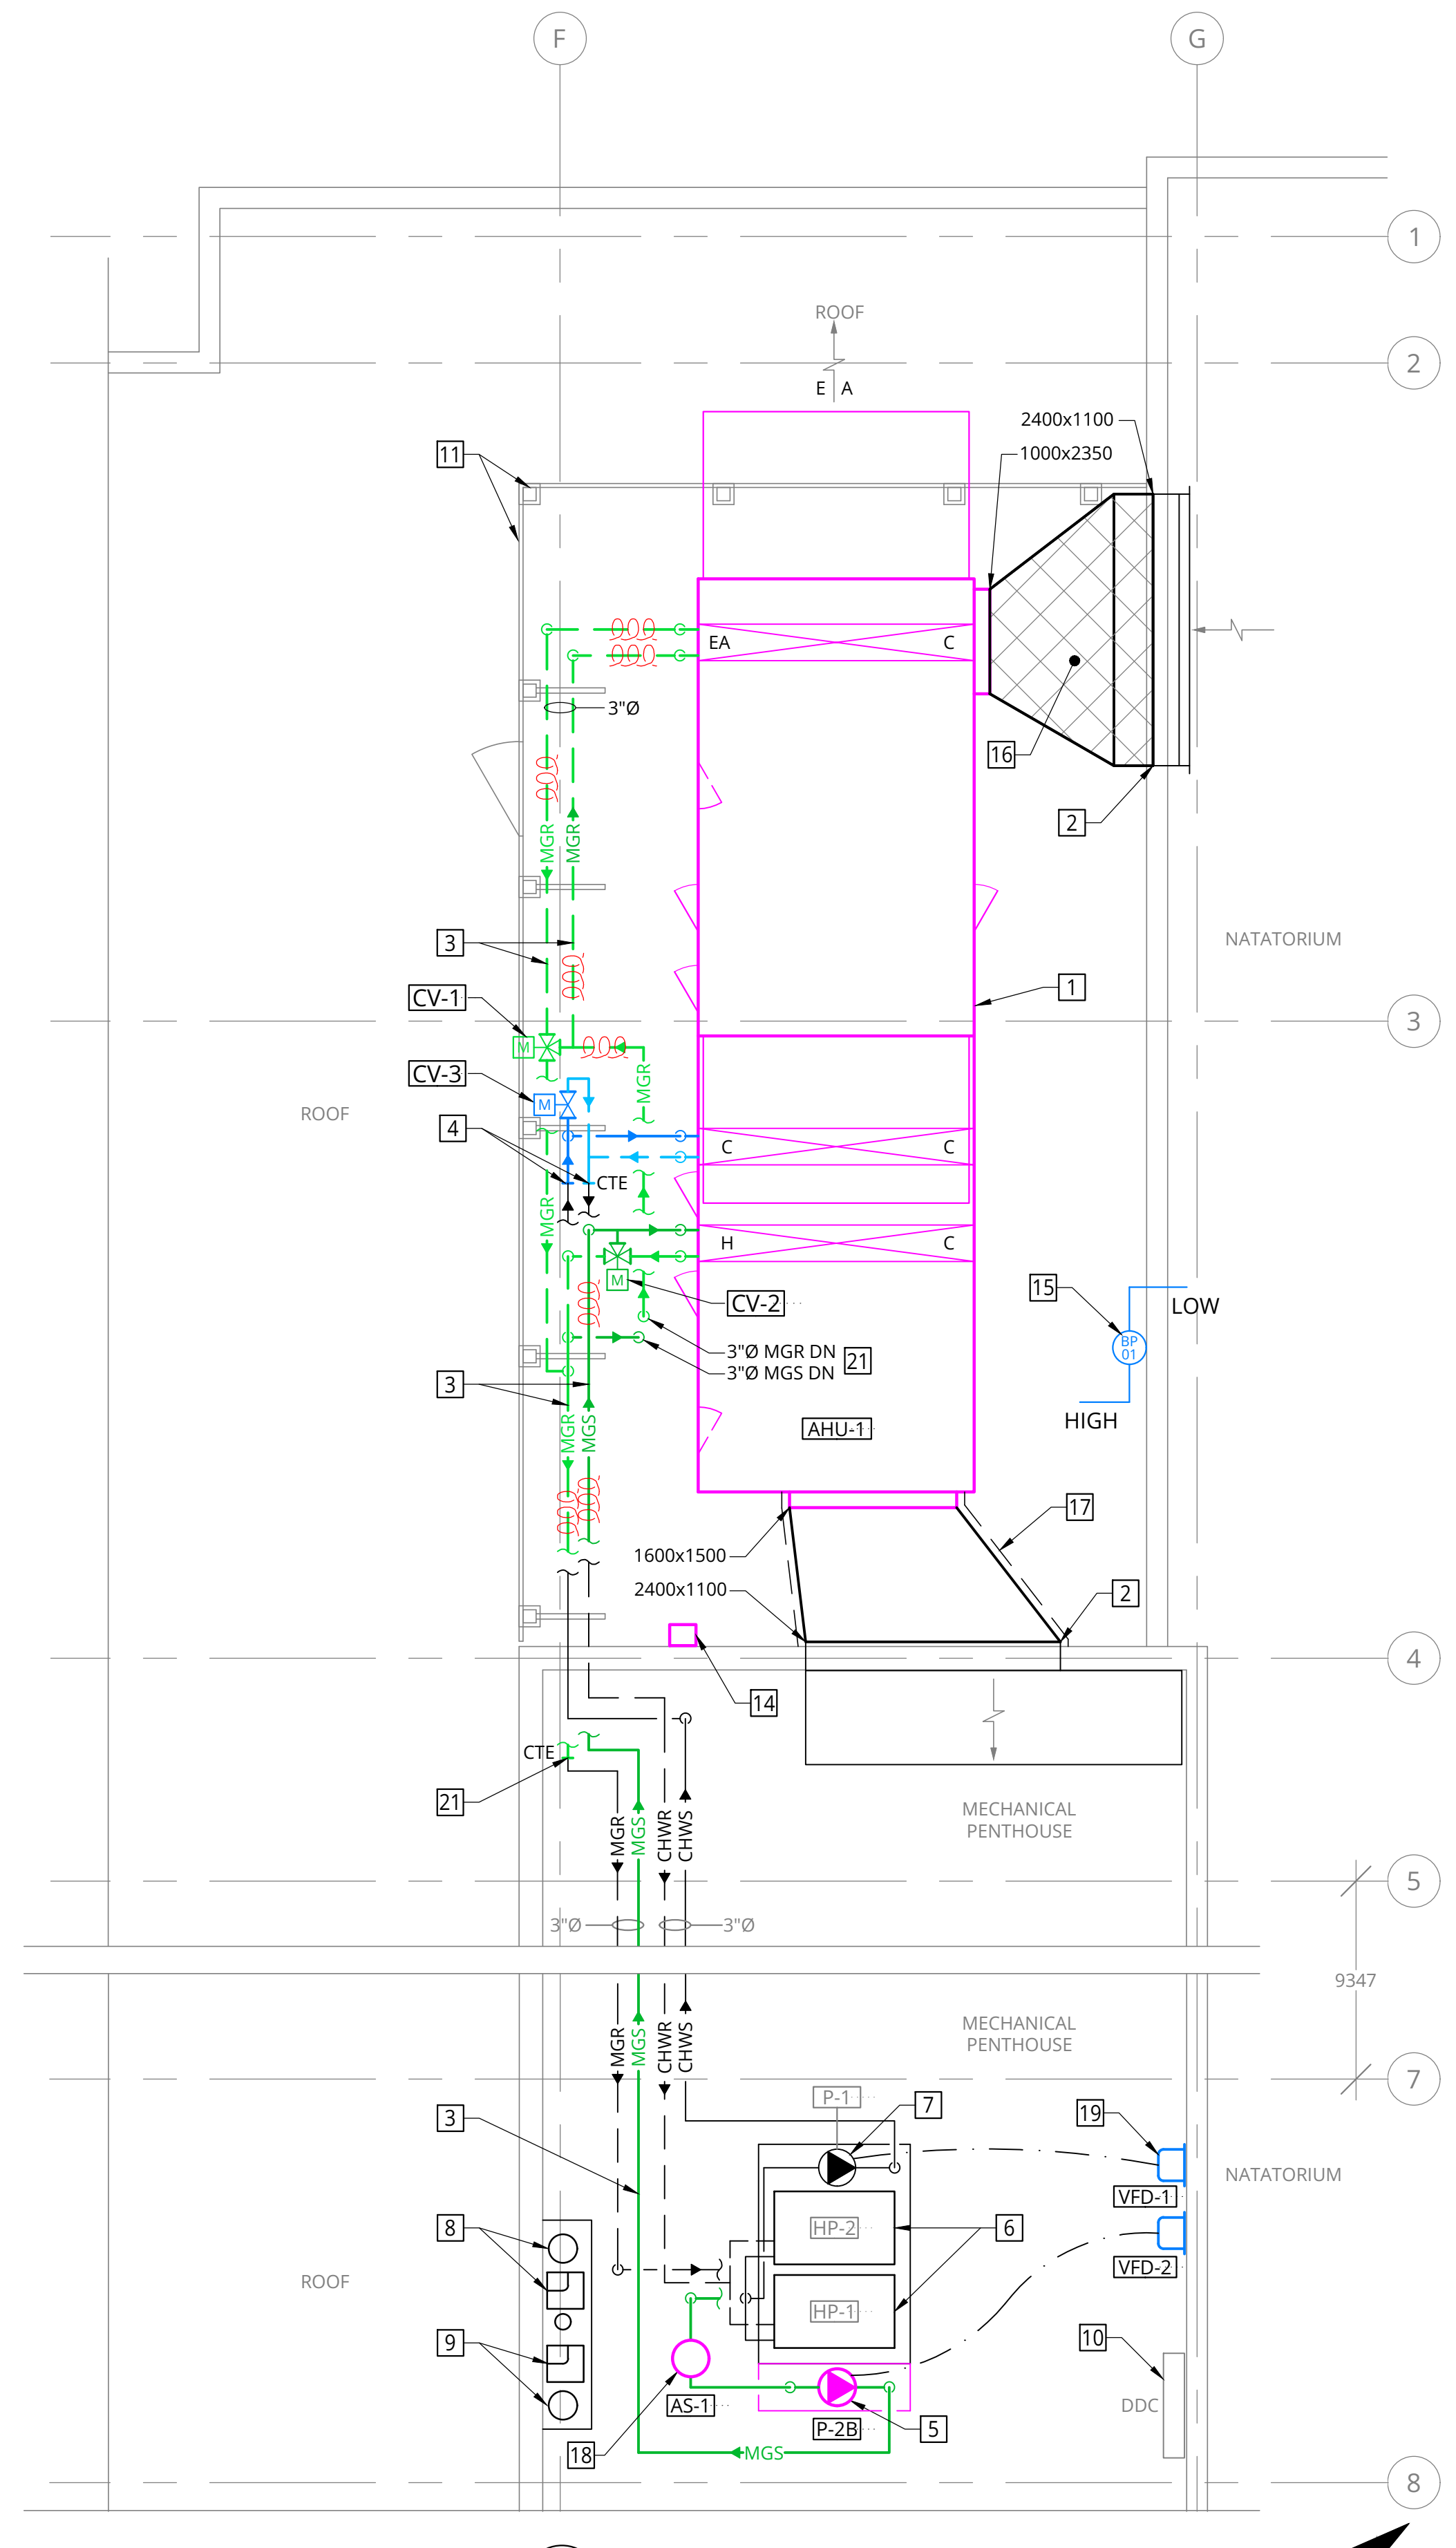 F
G
1
ROOF
2
E A
2400x1100
11
1000x2350
EA
C
3"Ø
16
2
MGR
MGR
NATATORIUM
3
1
CV-1
3
M
CV-3
MGR
M
ROOF
4
C
C
CTE
MGR
H
C
M
15
CV-2
LOW
BP
01
3"Ø MGR DN
21
3"Ø MGS DN
3
HIGH
MGR
MGS
AHU-1
17
1600x1500
2400x1100
2
4
14
CTE
21
MECHANICAL
PENTHOUSE
MGR
MGS
CHWR
CHWS
5
3"Ø
3"Ø
9347
MECHANICAL
PENTHOUSE
MGR
MGS
CHWR
CHWS
7
P-1
7
19
3
NATATORIUM
VFD-1
8
HP-2
6
VFD-2
ROOF
HP-1
9
10
AS-1
DDC
P-2B
5
18
MGS
8